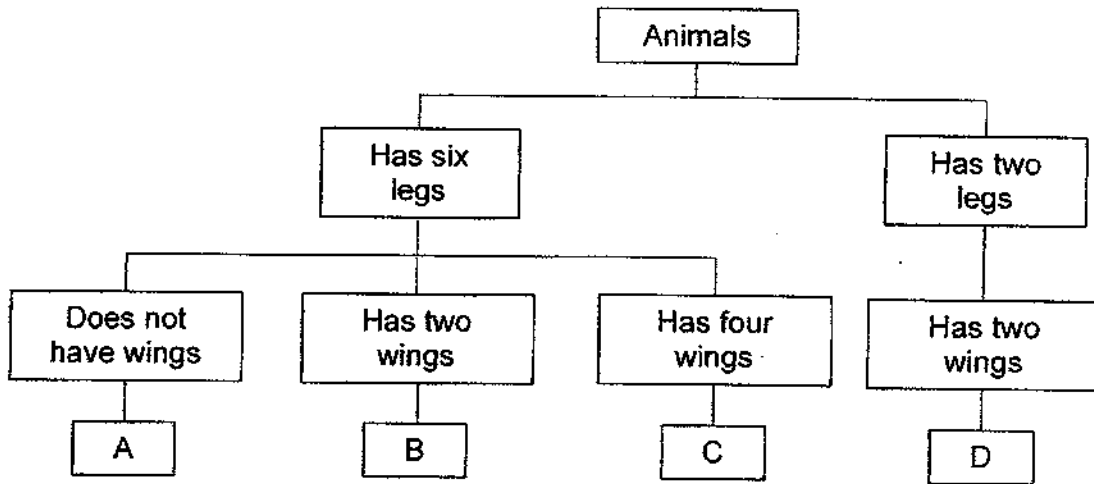 Animals
Has six
legs
Has two
legs
Does not
have wings
Has two
wings
Has four
wings
Has two
wings
A
B
C
D